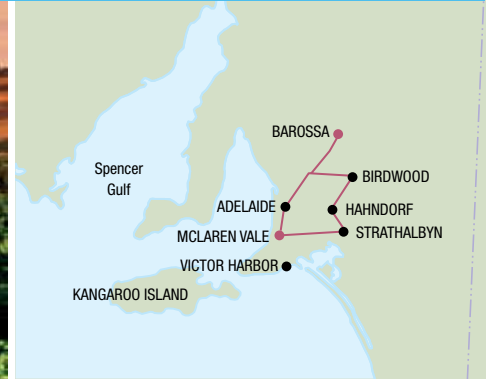 BAROSSA
Spencer
Gulf
BIRDWOOD
ADELAIDE
HAHNDORF
MCLAREN VALE
STRATHALBYN
VICTOR HARBOR
KANGAROO ISLAND